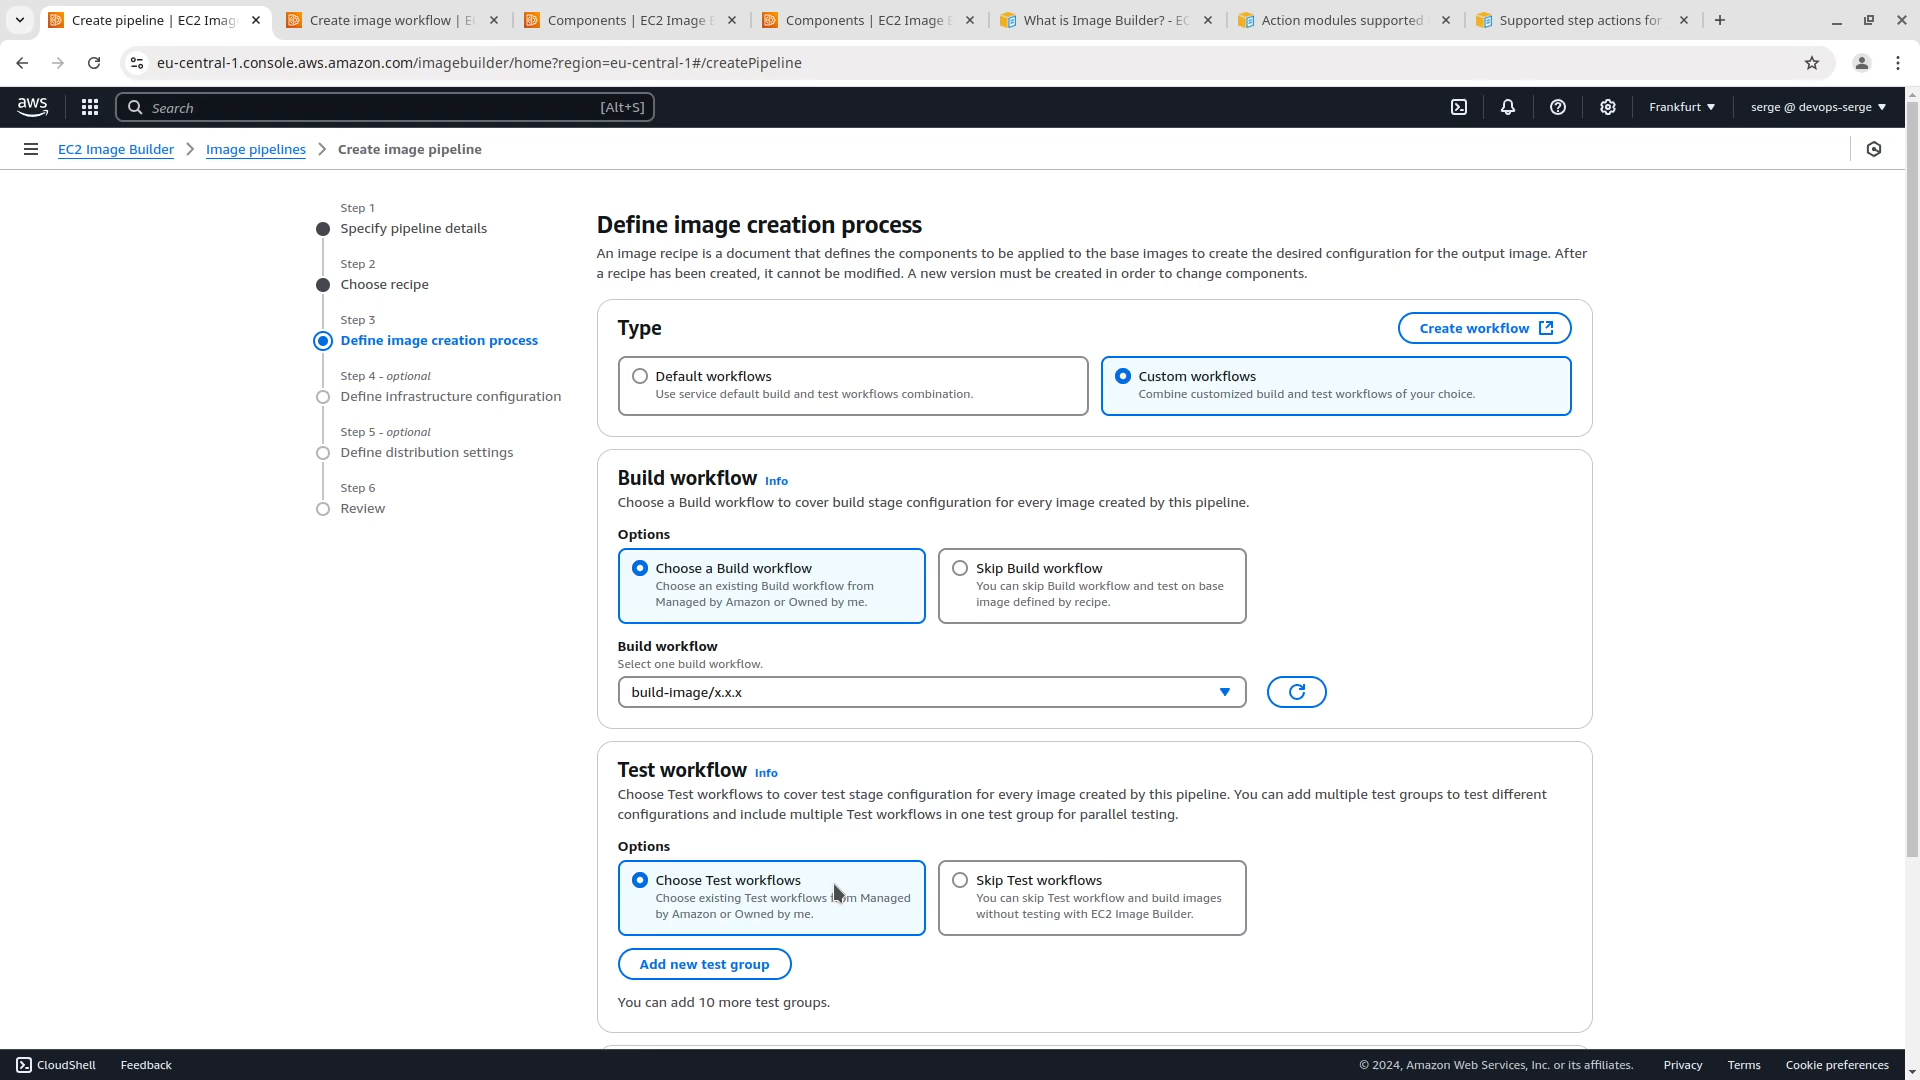 Create pipeline | EC2 Imag
Create image workflow | E
Components | EC2 Image B
Components | EC2 Image B
What is Image Builder? - EC
Action modules supported
Supported step actions for
eu-central-1.console.aws.amazon.com/imagebuilder/home?region=eu-central-1#/createPipeline
aws
Search
[Alt+S]
Frankfurt
serge @ devops-serge
EC2 Image Builder
Image pipelines
Create image pipeline
Step 1
Specify pipeline details
Step 2
Choose recipe
Step 3
Define image creation process
Step 4 - optional
Define infrastructure configuration
Step 5 - optional
Define distribution settings
Step 6
Review
Define image creation process
An image recipe is a document that defines the components to be applied to the base images to create the desired configuration for the output image. After
a recipe has been created, it cannot be modified. A new version must be created in order to change components.
Type
Create workflow
Default workflows
Use service default build and test workflows combination.
Custom workflows
Combine customized build and test workflows of your choice.
Build workflow Info
Choose a Build workflow to cover build stage configuration for every image created by this pipeline.
Options
Choose a Build workflow
Choose an existing Build workflow from
Managed by Amazon or Owned by me.
Skip Build workflow
You can skip Build workflow and test on base
image defined by recipe.
Build workflow
Select one build workflow.
build-image/x.x.x
Test workflow Info
Choose Test workflows to cover test stage configuration for every image created by this pipeline. You can add multiple test groups to test different
configurations and include multiple Test workflows in one test group for parallel testing.
Options
Choose Test workflows
Choose existing Test workflows from Managed
by Amazon or Owned by me.
Skip Test workflows
You can skip Test workflow and build images
without testing with EC2 Image Builder.
Add new test group
You can add 10 more test groups.
CloudShell
Feedback
© 2024, Amazon Web Services, Inc. or its affiliates.
Privacy
Terms
Cookie preferences